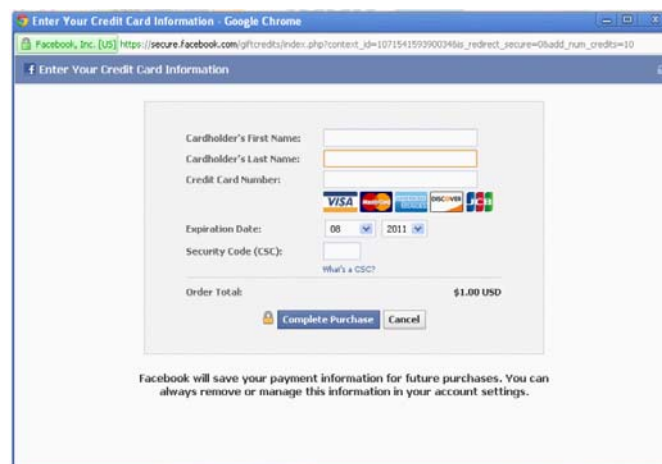 Enter Your Credit Card Information - Google Chrome
Facebook, Inc. [US] https://secure.facebook.com/giftcredits/index.php?context_id=1071541593900346&is_redirect_secure=0&add_num_credits=10
f Enter Your Credit Card Information
Cardholder's First Name:
Cardholder's Last Name:
Credit Card Number:
VISA MasterCard AMERICAN EXPRESS DISCOVER JCB
Expiration Date: 08 2011
Security Code (CSC):
What's a CSC?
Order Total: $1.00 USD
Complete Purchase Cancel
Facebook will save your payment information for future purchases. You can
always remove or manage this information in your account settings.